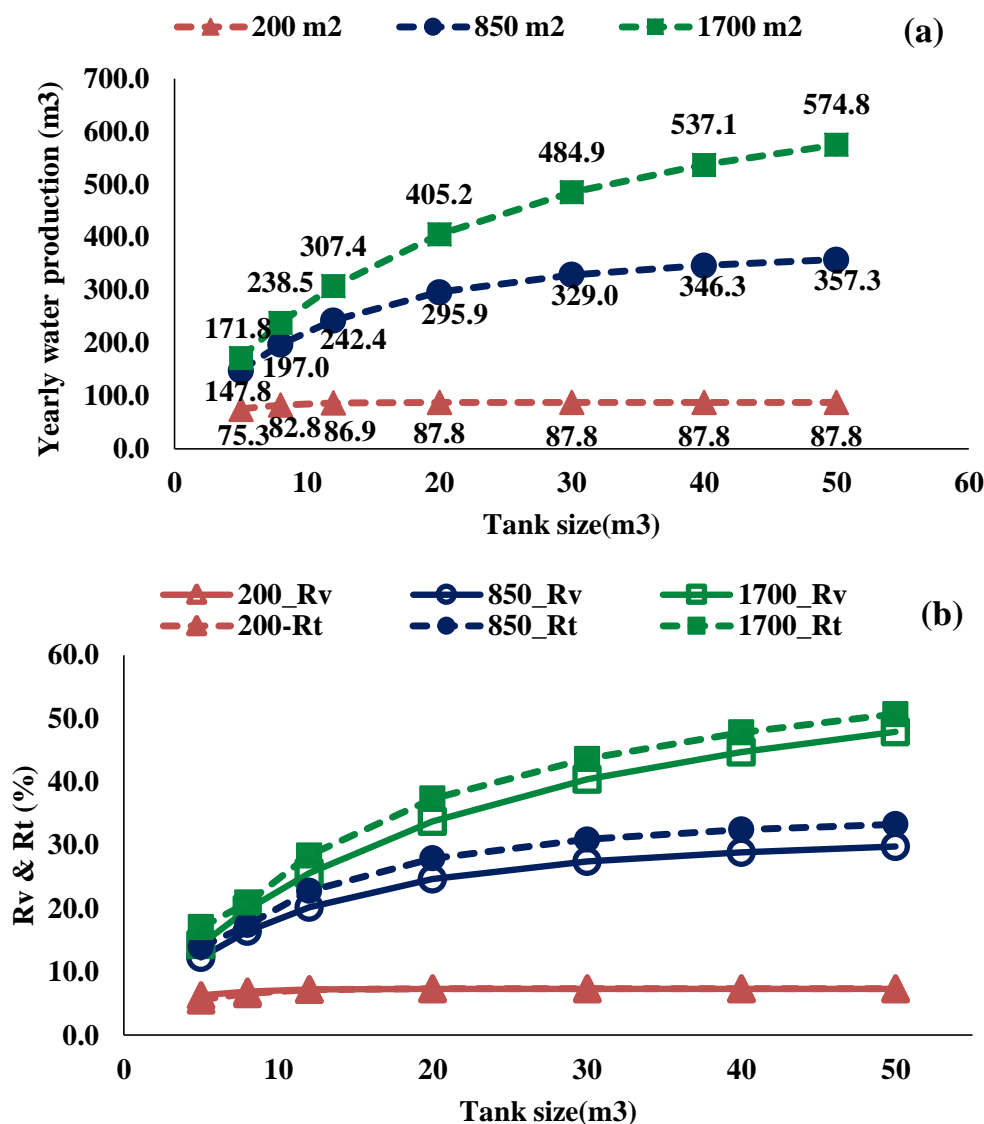 200 m2 850 m2 1700 m2 (a)
Yearly water production (m3)
700.0
600.0
500.0
400.0
300.0
200.0
100.0
0.0
574.8
537.1
484.9
405.2
307.4
238.5
171.8
357.3
346.3
329.0
295.9
242.4
197.0
147.8
75.3 82.8 86.9 87.8 87.8 87.8 87.8
0 10 20 30 40 50 60
Tank size(m3)
200_Rv 850_Rv 1700_Rv
200-Rt 850_Rt 1700_Rt
(b)
Rv & Rt (%)
60.0
50.0
40.0
30.0
20.0
10.0
0.0
0 10 20 30 40 50
Tank size(m3)